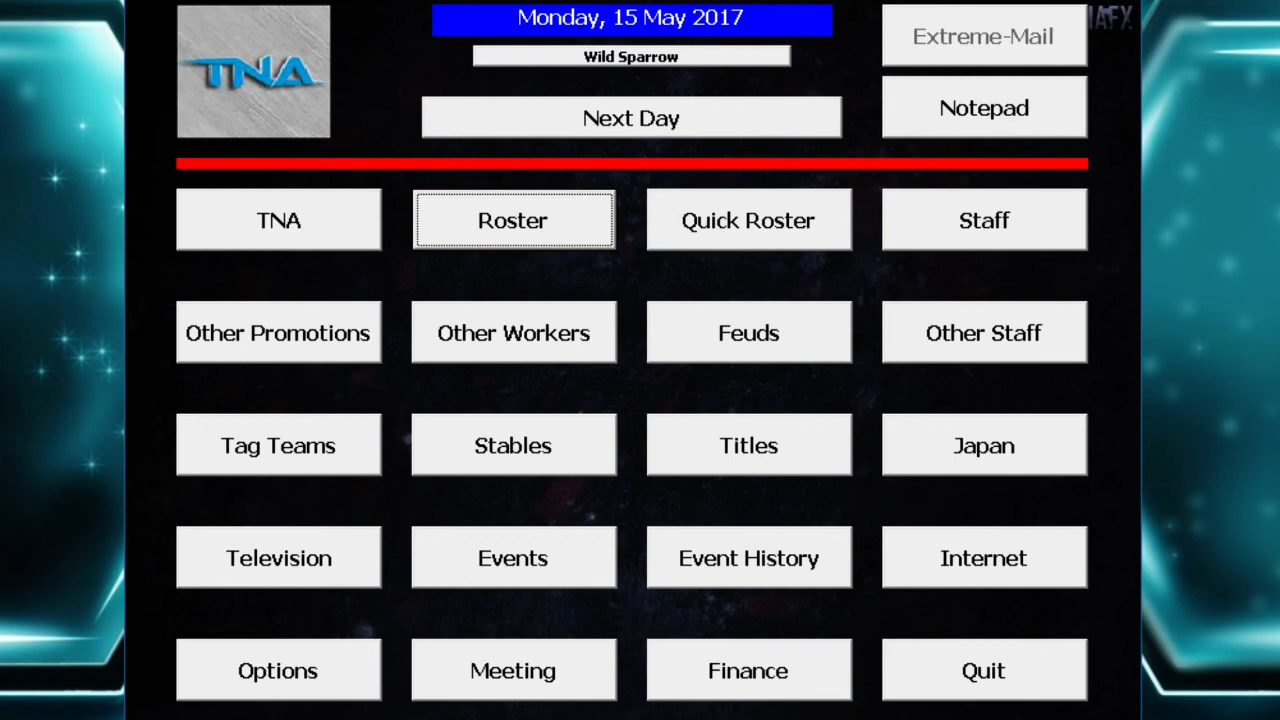 TNA
Monday, 15 May 2017
Wild Sparrow
Next Day
Extreme-Mail
Notepad
TNA
Roster
Quick Roster
Staff
Other Promotions
Other Workers
Feuds
Other Staff
Tag Teams
Stables
Titles
Japan
Television
Events
Event History
Internet
Options
Meeting
Finance
Quit